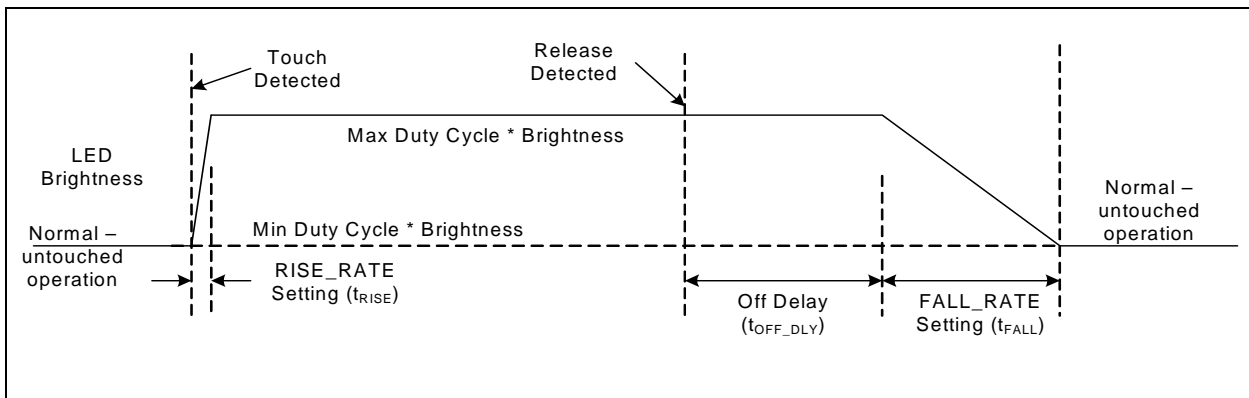 Touch
Detected
Release
Detected
Max Duty Cycle * Brightness
LED
Brightness
Normal –
untouched
operation
Min Duty Cycle * Brightness
Normal –
untouched
operation
RISE_RATE
Setting (tRISE)
Off Delay
(tOFF_DLY)
FALL_RATE
Setting (tFALL)